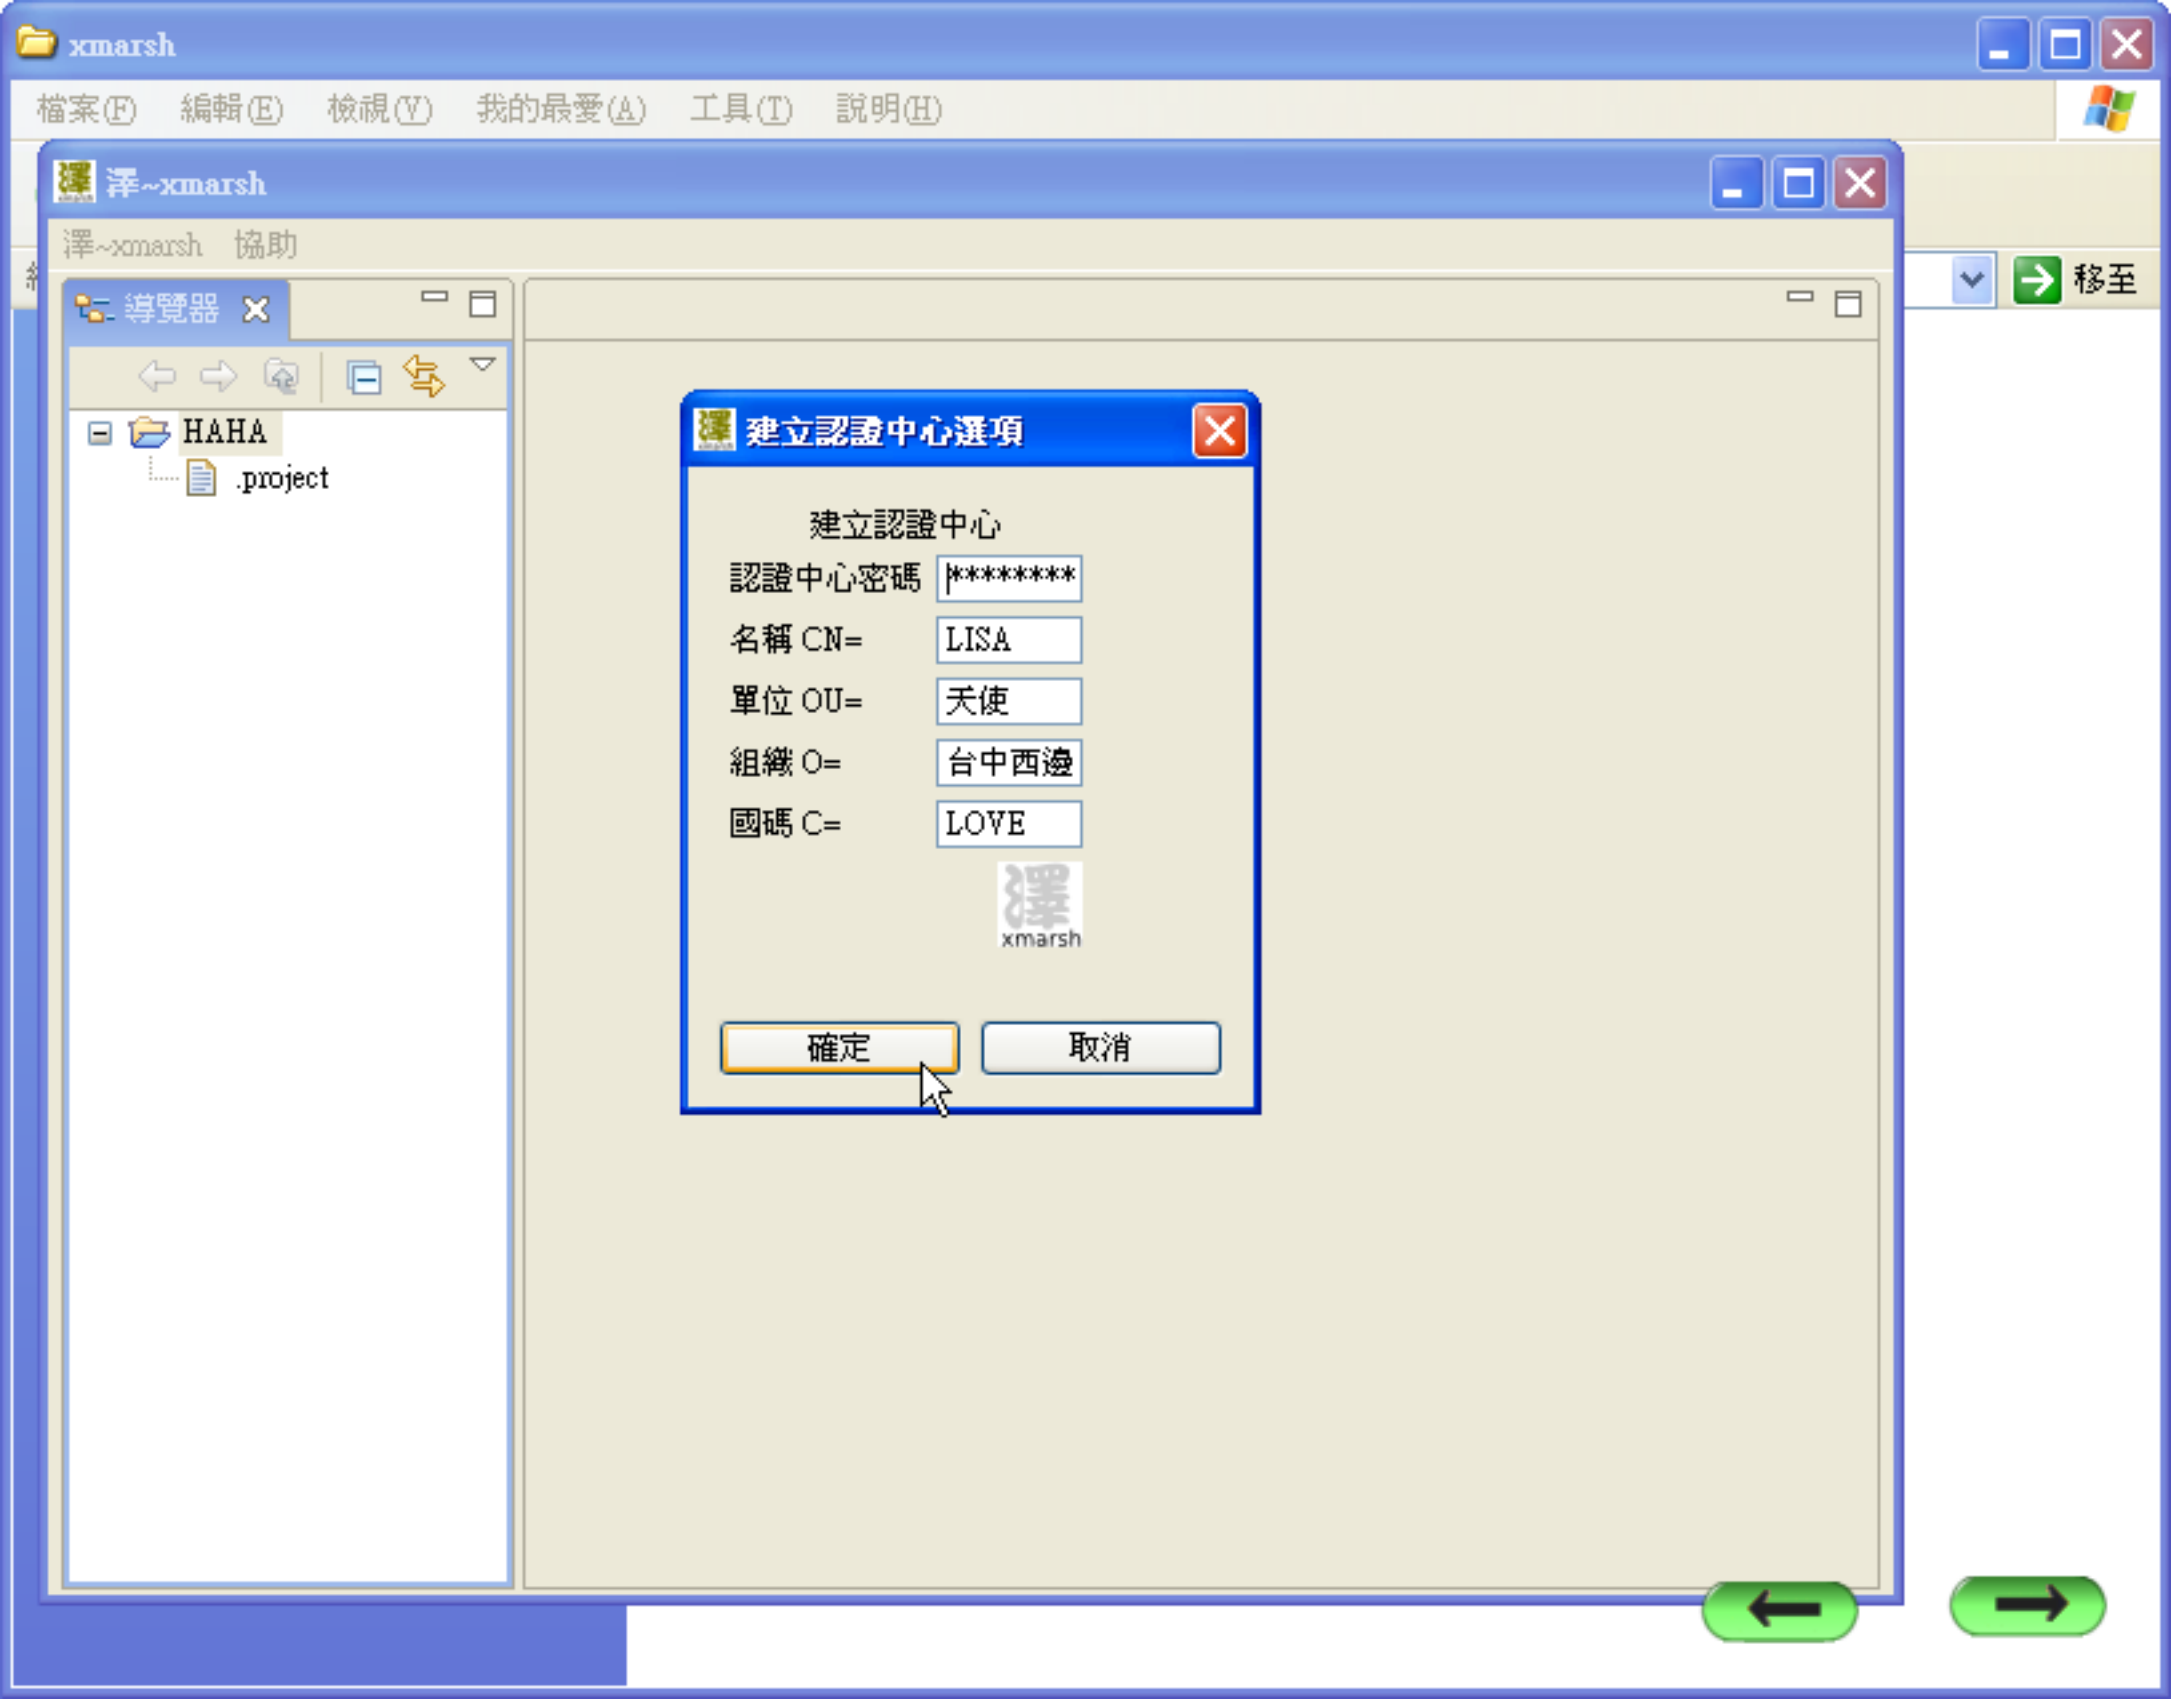 xmarsh
檔案(F) 編輯(E) 檢視(V) 我的最愛(A) 工具(T) 說明(H)
澤~xmarsh
澤~xmarsh 協助
移至
導覽器
HAHA
.project
建立認證中心選項
建立認證中心
認證中心密碼 ********
名稱 CN= LISA
單位 OU= 天使
組織 O= 台中西邊
國碼 C= LOVE
澤
xmarsh
確定 取消